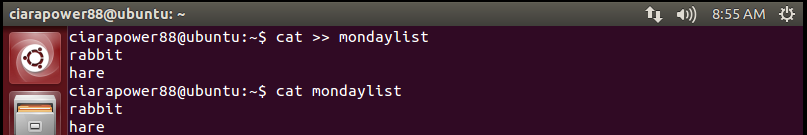 ciarapower88@ubuntu: ~ 8:55 AM
ciarapower88@ubuntu:~$ cat >> mondaylist
rabbit
hare
ciarapower88@ubuntu:~$ cat mondaylist
rabbit
hare